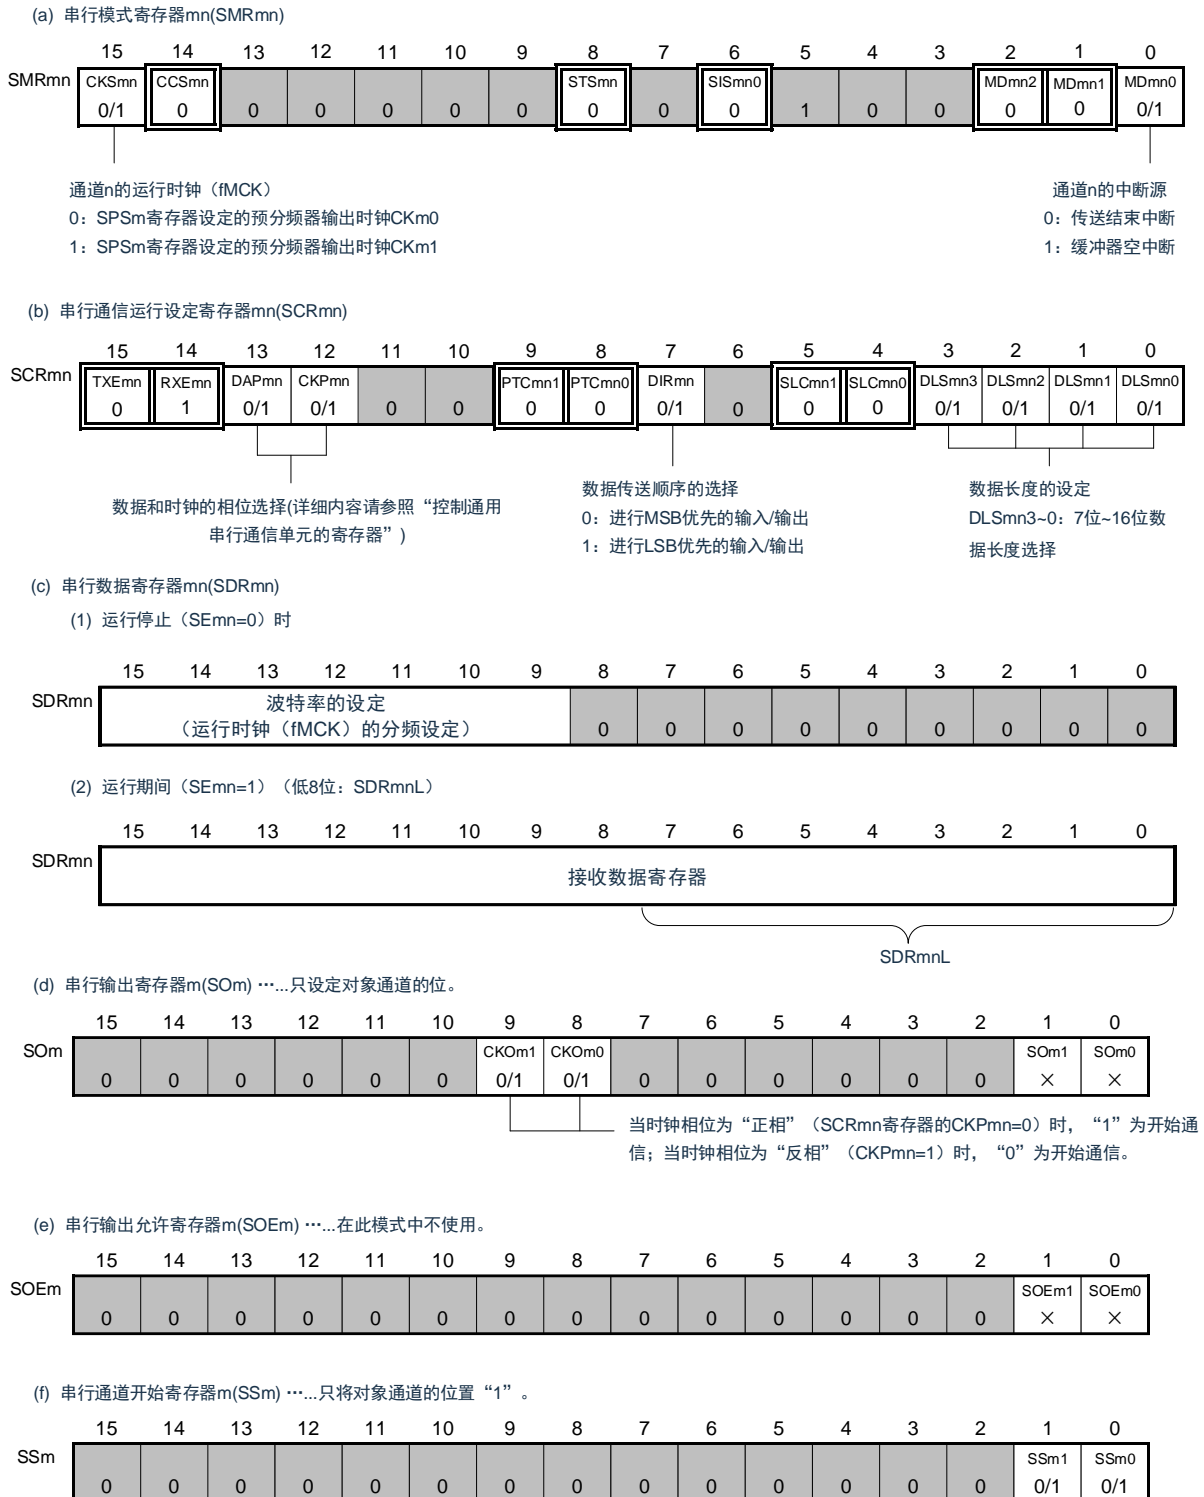 (a) 串行模式寄存器mn(SMRmn)
15 14 13 12 11 10 9 8 7 6 5 4 3 2 1 0
SMRmn CKSmn CCSmn STSmn SISmn0 MDmn2 MDmn1 MDmn0
0/1 0 0 0 0 0 0 0 0 0 1 0 0 0 0 0/1
通道n的运行时钟（fMCK） 通道n的中断源
0：SPSm寄存器设定的预分频器输出时钟CKm0 0：传送结束中断
1：SPSm寄存器设定的预分频器输出时钟CKm1 1：缓冲器空中断
(b) 串行通信运行设定寄存器mn(SCRmn)
15 14 13 12 11 10 9 8 7 6 5 4 3 2 1 0
SCRmn TXEmn RXEmn DAPmn CKPmn PTCmn1 PTCmn0 DIRmn SLCmn1 SLCmn0 DLSmn3 DLSmn2 DLSmn1 DLSmn0
0 1 0/1 0/1 0 0 0 0 0/1 0 0 0 0/1 0/1 0/1 0/1
数据和时钟的相位选择(详细内容请参照“控制通用
串行通信单元的寄存器”)
数据传送顺序的选择
0：进行MSB优先的输入/输出
1：进行LSB优先的输入/输出
数据长度的设定
DLSmn3~0：7位~16位数
据长度选择
(c) 串行数据寄存器mn(SDRmn)
(1) 运行停止（SEmn=0）时
15 14 13 12 11 10 9 8 7 6 5 4 3 2 1 0
SDRmn 波特率的设定
（运行时钟（fMCK）的分频设定） 0 0 0 0 0 0 0 0 0
(2) 运行期间（SEmn=1）（低8位：SDRmnL）
15 14 13 12 11 10 9 8 7 6 5 4 3 2 1 0
SDRmn 接收数据寄存器
SDRmnL
(d) 串行输出寄存器m(SOm) ⋯...只设定对象通道的位。
15 14 13 12 11 10 9 8 7 6 5 4 3 2 1 0
SOm CKOm1 CKOm0 SOm1 SOm0
0 0 0 0 0 0 0/1 0/1 0 0 0 0 0 0 × ×
当时钟相位为“正相”（SCRmn寄存器的CKPmn=0）时，“1”为开始通
信；当时钟相位为“反相”（CKPmn=1）时，“0”为开始通信。
(e) 串行输出允许寄存器m(SOEm) ⋯...在此模式中不使用。
15 14 13 12 11 10 9 8 7 6 5 4 3 2 1 0
SOEm SOEm1 SOEm0
0 0 0 0 0 0 0 0 0 0 0 0 0 0 × ×
(f) 串行通道开始寄存器m(SSm) ⋯...只将对象通道的位置“1”。
15 14 13 12 11 10 9 8 7 6 5 4 3 2 1 0
SSm SSm1 SSm0
0 0 0 0 0 0 0 0 0 0 0 0 0 0 0/1 0/1